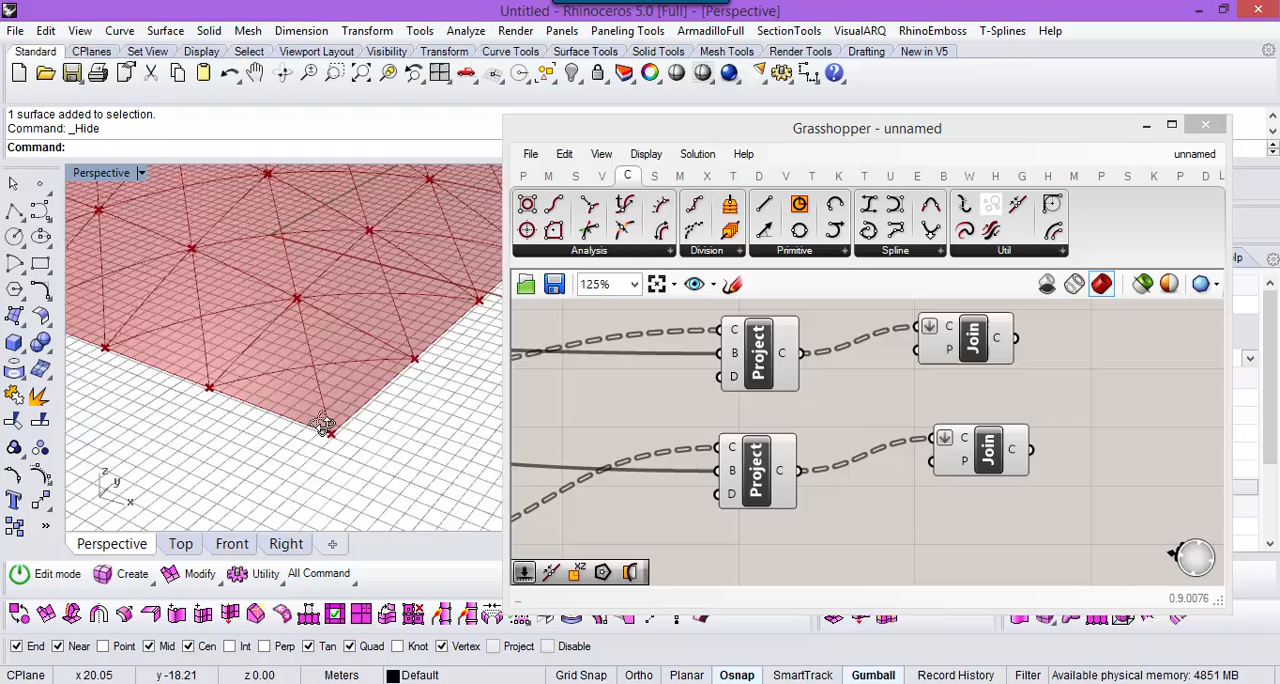 Untitled - Rhinoceros 5.0 [Full] - [Perspective]
File Edit View Curve Surface Solid Mesh Dimension Transform Tools Analyze Render Panels Paneling Tools ArmadilloFull SectionTools VisualARQ RhinoEmboss T-Splines Help
Standard CPlanes Set View Display Select Viewport Layout Visibility Transform Curve Tools Surface Tools Solid Tools Mesh Tools Render Tools Drafting New in V5
1 surface added to selection.
Command: _Hide
Command:
Perspective
Grasshopper - unnamed
File Edit View Display Solution Help unnamed
P M S V C S M X T D V T U E B H G H M P S K P D L
Analysis Division Primitive Spline Util
125%
C B D Project C
C P Join C
C B D Project C
C P Join C
XZ
0.9.0076
z y x
Perspective Top Front Right
Edit mode Create Modify Utility All Command
End Near Point Mid Cen Int Perp Tan Quad Knot Vertex Project Disable
CPlane x 20.05 y -18.21 z 0.00 Meters Default Grid Snap Ortho Planar Osnap SmartTrack Gumball Record History Filter Available physical memory: 4851 MB